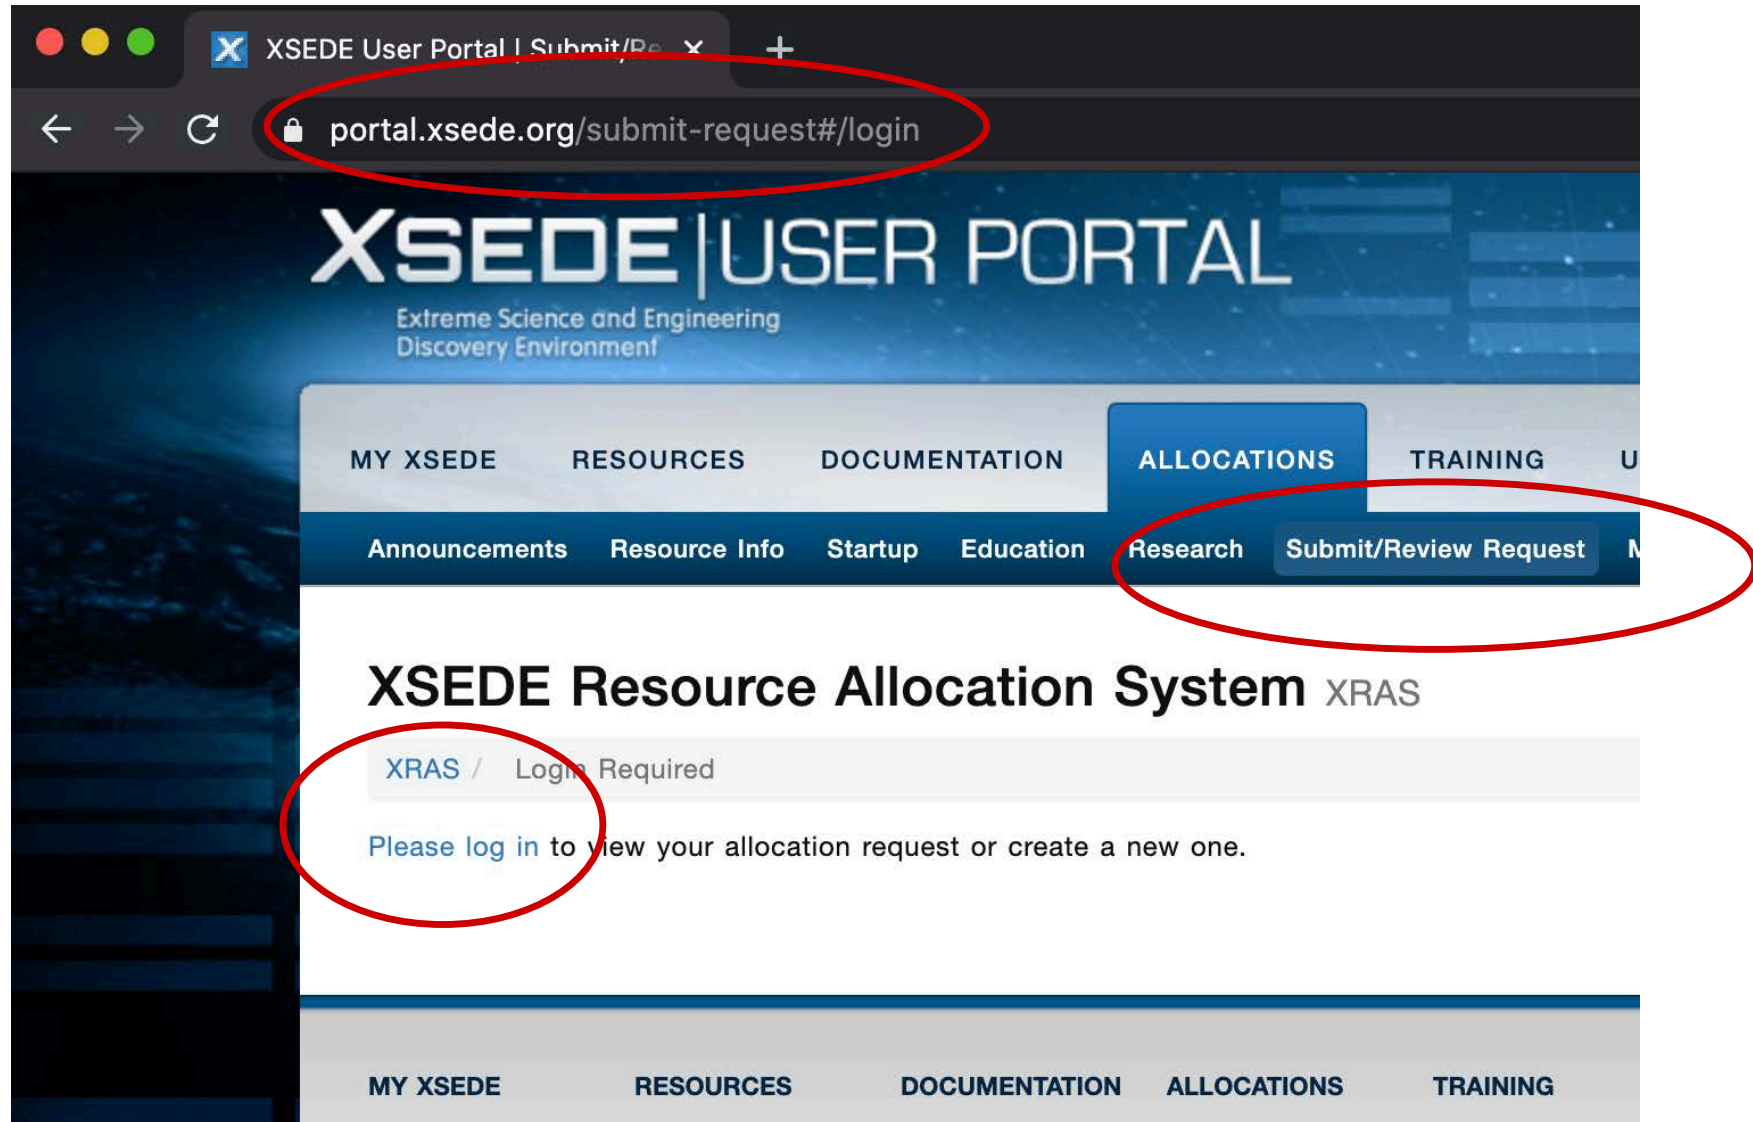 XSEDE User Portal | Submit/Re
portal.xsede.org/submit-request#/login
XSEDE|USER PORTAL
Extreme Science and Engineering
Discovery Environment
MY XSEDE RESOURCES DOCUMENTATION ALLOCATIONS TRAINING U
Announcements Resource Info Startup Education Research Submit/Review Request M
XSEDE Resource Allocation System XRAS
XRAS / Login Required
Please log in to view your allocation request or create a new one.
MY XSEDE RESOURCES DOCUMENTATION ALLOCATIONS TRAINING